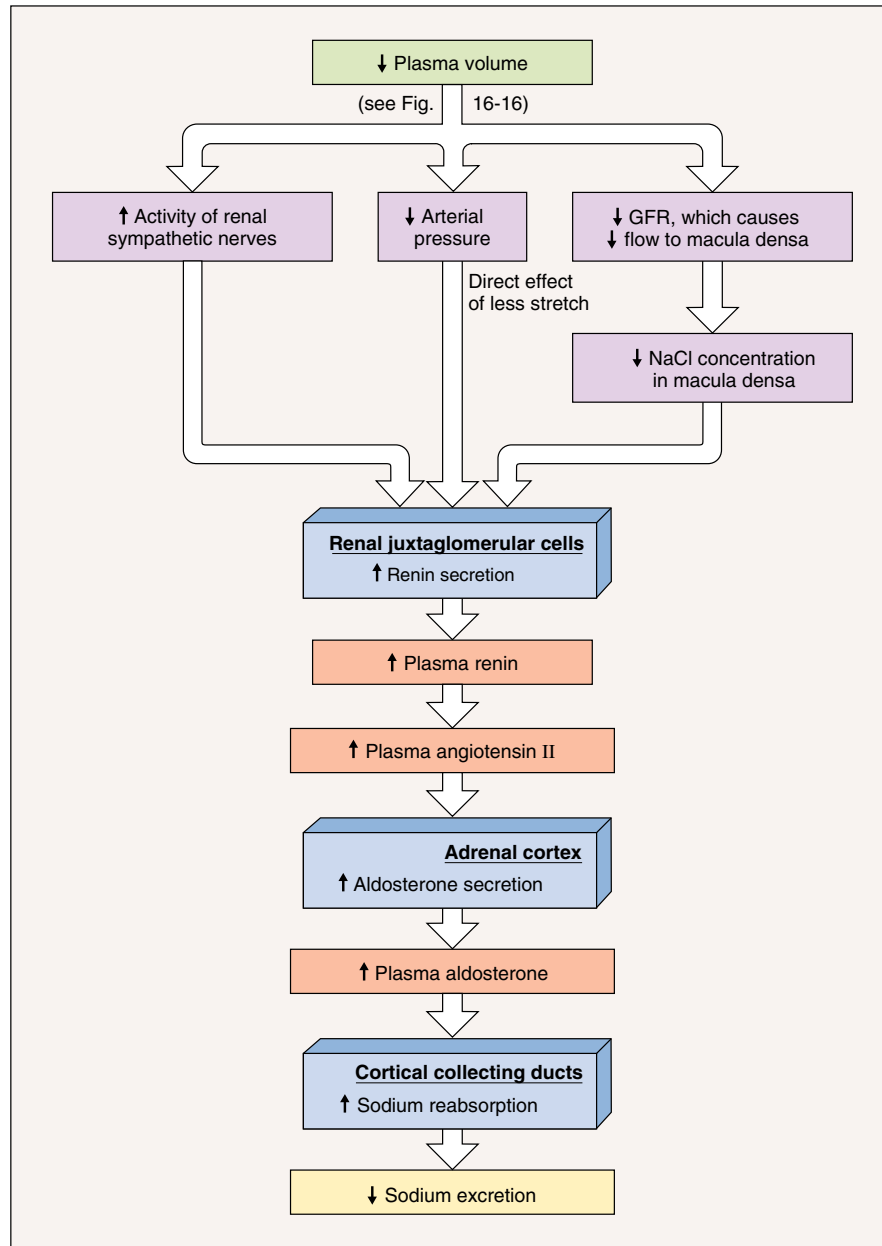 ↓ Plasma volume
(see Fig. 16-16)
↑ Activity of renal
sympathetic nerves
↓ Arterial
pressure
↓ GFR, which causes
↓ flow to macula densa
Direct effect
of less stretch
↓ NaCl concentration
in macula densa
Renal juxtaglomerular cells
↑ Renin secretion
↑ Plasma renin
↑ Plasma angiotensin II
Adrenal cortex
↑ Aldosterone secretion
↑ Plasma aldosterone
Cortical collecting ducts
↑ Sodium reabsorption
↓ Sodium excretion